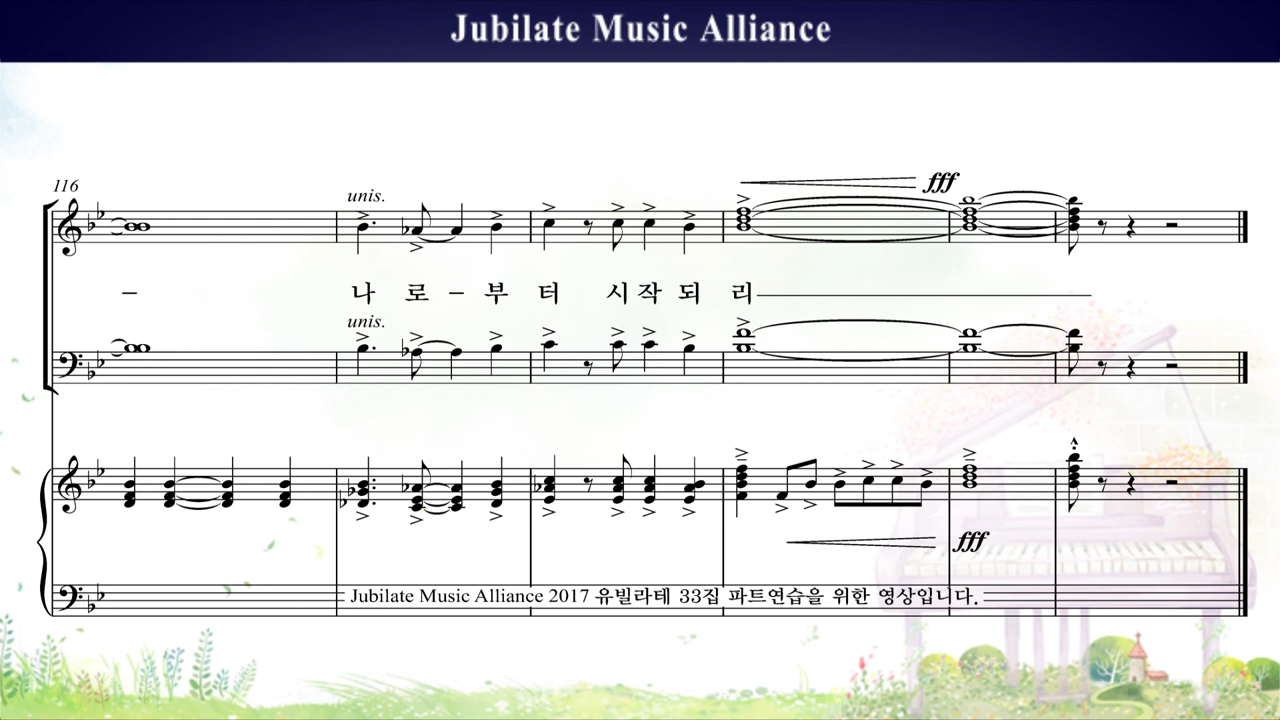 Jubilate Music Alliance
116
unis.
fff
– 나 로 – 부 터 시 작 되 리
unis.
fff
Jubilate Music Alliance 2017 유빌라테 33집 파트연습을 위한 영상입니다.